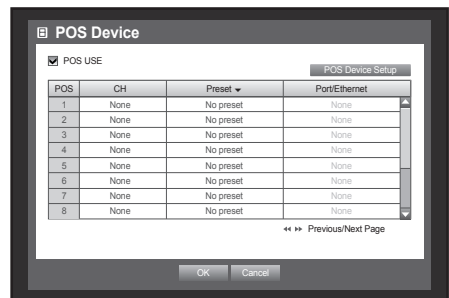 POS Device
POS USE
POS Device Setup
POS CH Preset Port/Ethernet
1 None No preset None
2 None No preset None
3 None No preset None
4 None No preset None
5 None No preset None
6 None No preset None
7 None No preset None
8 None No preset None
Previous/Next Page
OK Cancel